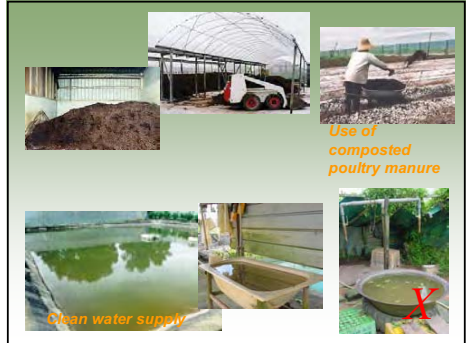 Use of
composted
poultry manure
Clean water supply
X